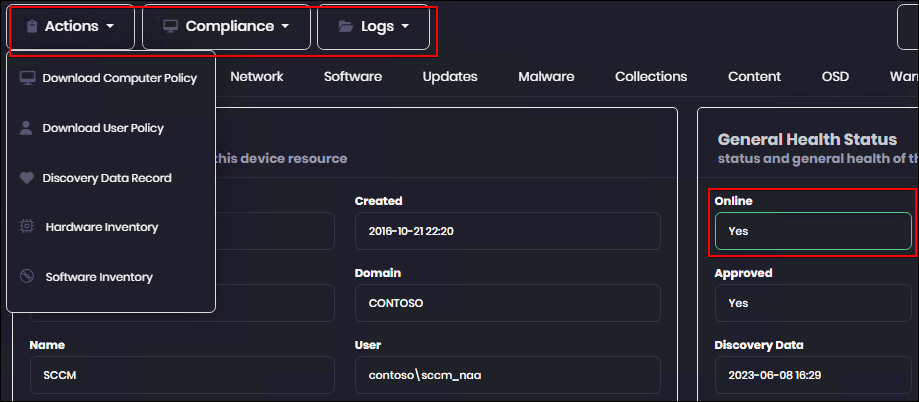 Actions
Compliance
Logs
Download Computer Policy
Download User Policy
Discovery Data Record
Hardware Inventory
Software Inventory
Network
Software
Updates
Malware
Collections
Content
OSD
this device resource
Created
2016-10-21 22:20
Domain
CONTOSO
Name
SCCM
User
contoso\sccm_naa
General Health Status
status and general health of
Online
Yes
Approved
Yes
Discovery Data
2023-06-08 16:29